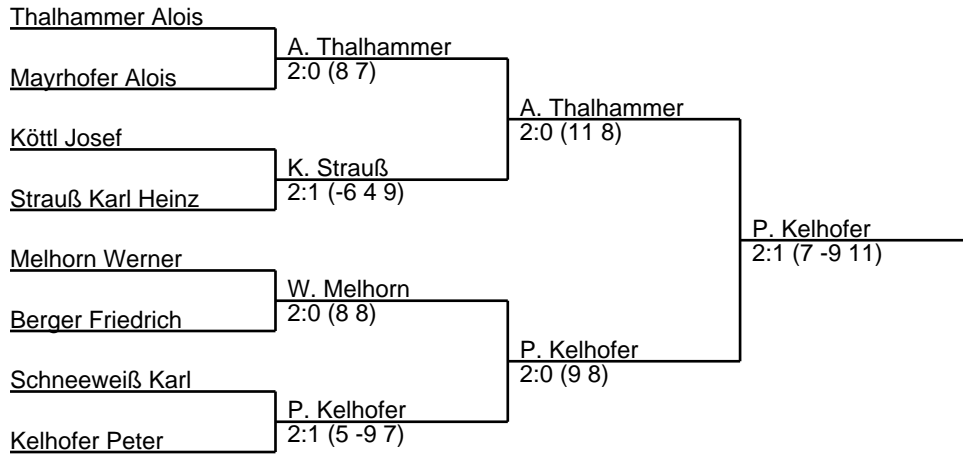 Thalhammer Alois
A. Thalhammer
2:0 (8 7)
Mayrhofer Alois
A. Thalhammer
2:0 (11 8)
Köttl Josef
K. Strauß
2:1 (-6 4 9)
Strauß Karl Heinz
P. Kelhofer
2:1 (7 -9 11)
Melhorn Werner
W. Melhorn
2:0 (8 8)
Berger Friedrich
P. Kelhofer
2:0 (9 8)
Schneeweiß Karl
P. Kelhofer
2:1 (5 -9 7)
Kelhofer Peter